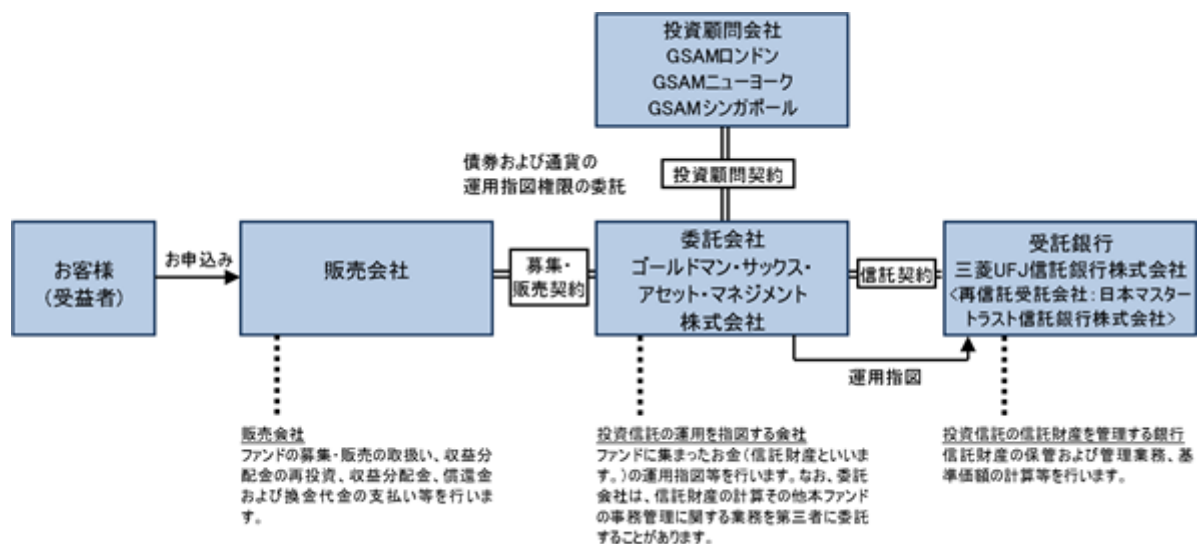 投資顧問会社
GSAMロンドン
GSAMニューヨーク
GSAMシンガポール
債券および通貨の
運用指図権限の委託
投資顧問契約
お客様
（受益者）
お申込み
販売会社
募集・
販売契約
委託会社
ゴールドマン・サックス・
アセット・マネジメント
株式会社
信託契約
受託銀行
三菱UFJ信託銀行株式会社
＜再信託受託会社：日本マスター
トラスト信託銀行株式会社＞
運用指図
販売会社
ファンドの募集・販売の取扱い、収益分
配金の再投資、収益分配金、償還金
および換金代金の支払い等を行いま
す。
投資信託の運用を指図する会社
ファンドに集まったお金（信託財産といいま
す。）の運用指図等を行います。なお、委託
会社は、信託財産の計算その他本ファンド
の事務管理に関する業務を第三者に委託
することがあります。
投資信託の信託財産を管理する銀行
信託財産の保管および管理業務、基
準価額の計算等を行います。